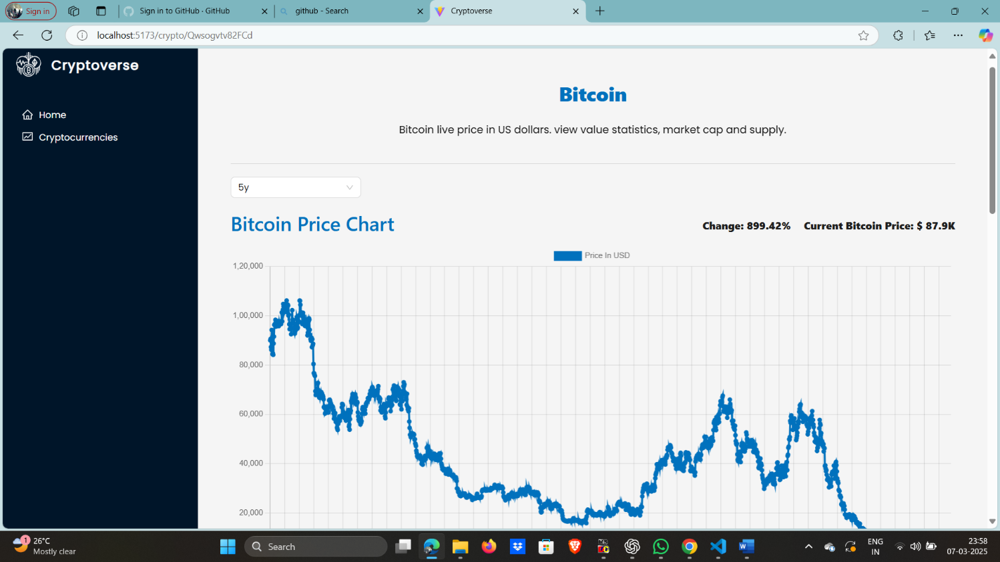 Sign in
Sign in to GitHub · GitHub
github - Search
Cryptoverse
localhost:5173/crypto/Qwsogvtv82FCd
Cryptoverse
Home
Cryptocurrencies
Bitcoin
Bitcoin live price in US dollars. view value statistics, market cap and supply.
5y
Bitcoin Price Chart
Change: 899.42% Current Bitcoin Price: $ 87.9K
Price In USD
1,20,000
1,00,000
80,000
60,000
40,000
20,000
1
26°C
Mostly clear
Search
W
ENG
IN
23:58
07-03-2025